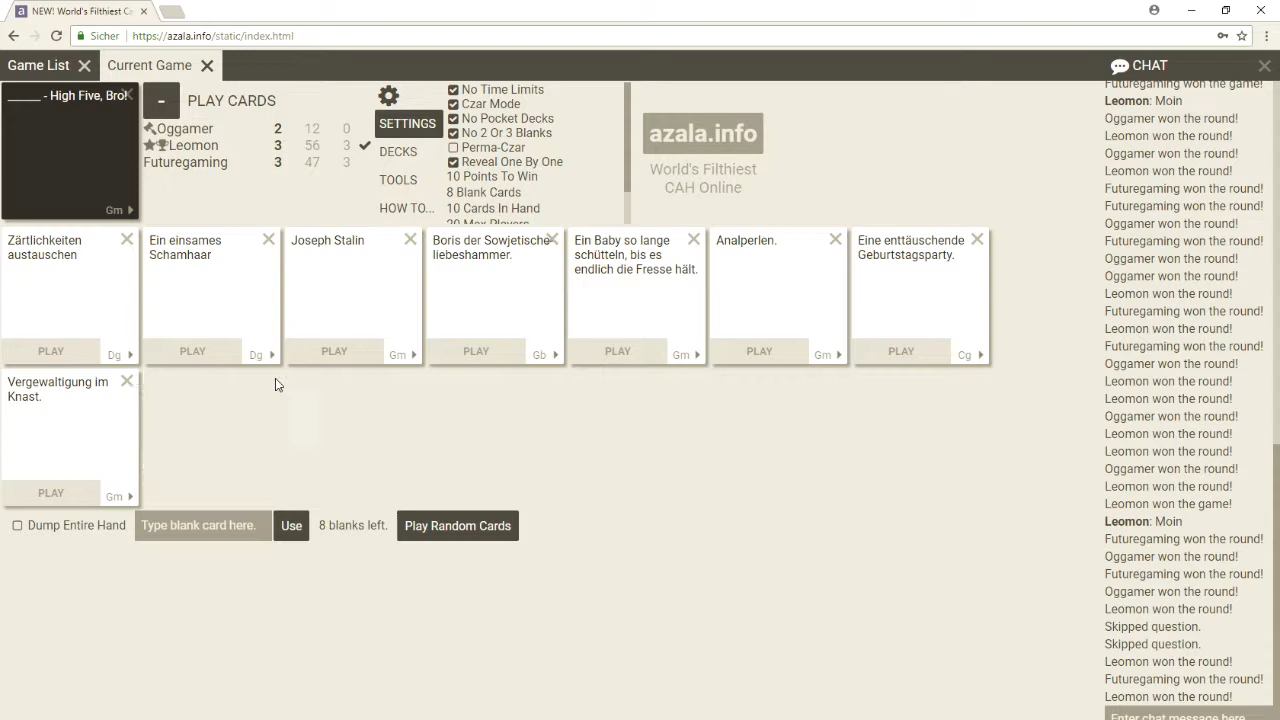 NEW! World's Filthiest C
Sicher
https://azala.info/static/index.html
Game List
Current Game
CHAT
______ - High Five, Bro!
Gm
-
PLAY CARDS
Oggamer 2 12 0
Leomon 3 56 3
Futuregaming 3 47 3
SETTINGS
DECKS
TOOLS
HOW TO...
No Time Limits
Czar Mode
No Pocket Decks
No 2 Or 3 Blanks
Perma-Czar
Reveal One By One
10 Points To Win
8 Blank Cards
10 Cards In Hand
20 Max Players
azala.info
World's Filthiest
CAH Online
Zärtlichkeiten
austauschen
PLAY
Dg
Ein einsames
Schamhaar
PLAY
Dg
Joseph Stalin
PLAY
Gm
Boris der Sowjetische
liebeshammer.
PLAY
Gb
Ein Baby so lange
schütteln, bis es
endlich die Fresse hält.
PLAY
Gm
Analperlen.
PLAY
Gm
Eine enttäuschende
Geburtstagsparty.
PLAY
Cg
Vergewaltigung im
Knast.
PLAY
Gm
Dump Entire Hand
Type blank card here.
Use
8 blanks left.
Play Random Cards
Futuregaming won the game!
Leomon: Moin
Oggamer won the round!
Leomon won the round!
Oggamer won the round!
Leomon won the round!
Futuregaming won the round!
Futuregaming won the round!
Oggamer won the round!
Futuregaming won the round!
Oggamer won the round!
Oggamer won the round!
Leomon won the round!
Futuregaming won the round!
Leomon won the round!
Futuregaming won the round!
Oggamer won the round!
Leomon won the round!
Leomon won the round!
Oggamer won the round!
Leomon won the round!
Leomon won the round!
Oggamer won the round!
Leomon won the round!
Leomon won the game!
Leomon: Moin
Futuregaming won the round!
Oggamer won the round!
Futuregaming won the round!
Oggamer won the round!
Leomon won the round!
Skipped question.
Skipped question.
Leomon won the round!
Futuregaming won the round!
Leomon won the round!
Enter chat message here